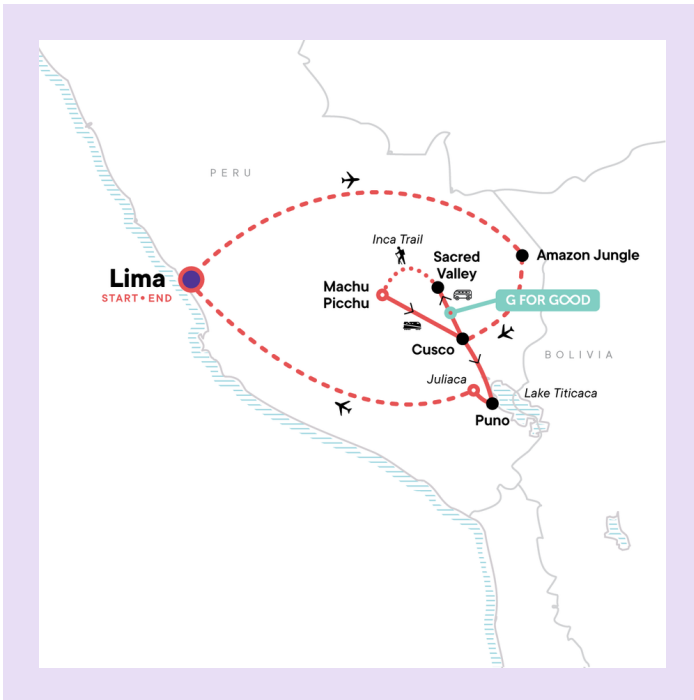 PERU
Inca Trail
Sacred
Valley
Amazon Jungle
Lima
START • END
Machu
Picchu
G FOR GOOD
Cusco
BOLIVIA
Juliaca
Lake Titicaca
Puno